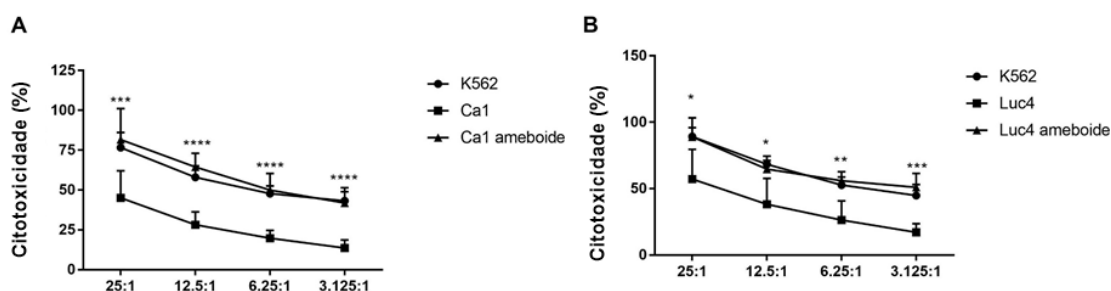 A
Citotoxicidade (%)
125
100
75
50
25
0
***
****
****
****
25:1
12.5:1
6.25:1
3.125:1
K562
Ca1
Ca1 ameboide
B
Citotoxicidade (%)
150
100
50
0
*
*
**
***
25:1
12.5:1
6.25:1
3.125:1
K562
Luc4
Luc4 ameboide